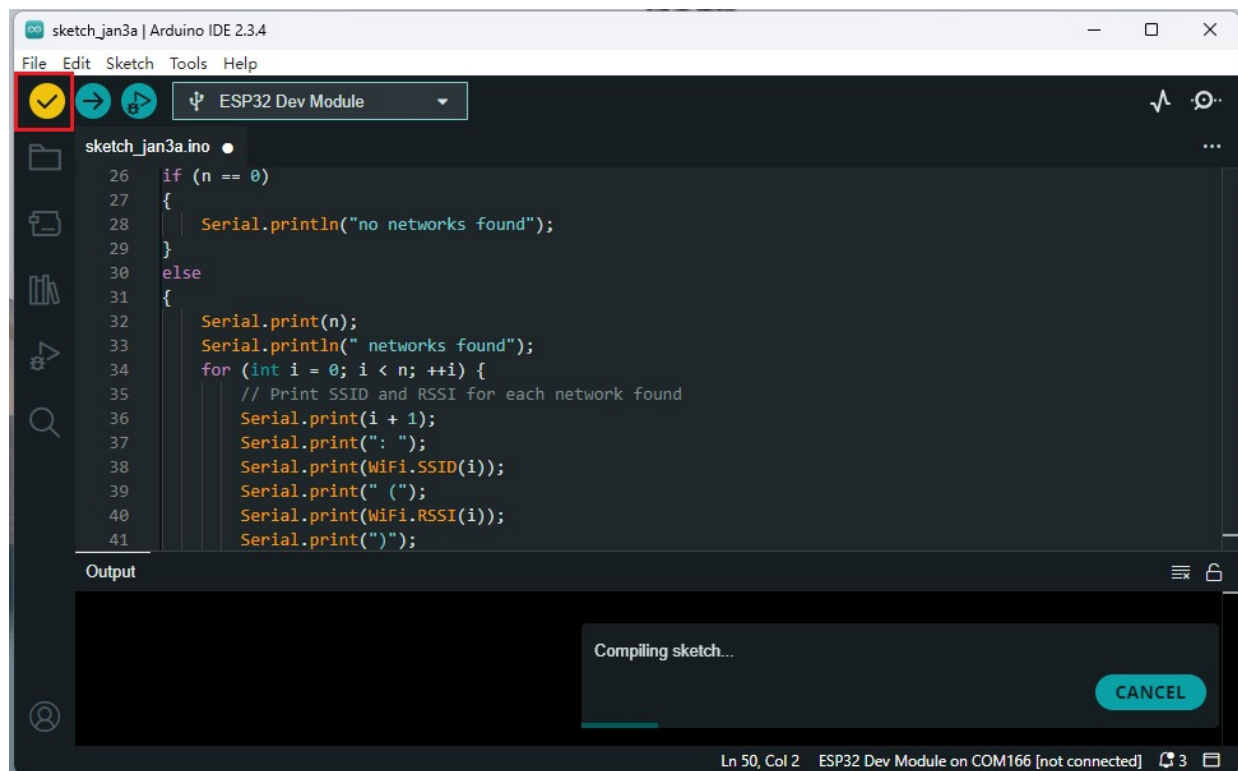 sketch_jan3a | Arduino IDE 2.3.4
File Edit Sketch Tools Help
ESP32 Dev Module
sketch_jan3a.ino
26 if (n == 0)
27 {
28 Serial.println("no networks found");
29 }
30 else
31 {
32 Serial.print(n);
33 Serial.println(" networks found");
34 for (int i = 0; i < n; ++i) {
35 // Print SSID and RSSI for each network found
36 Serial.print(i + 1);
37 Serial.print(": ");
38 Serial.print(WiFi.SSID(i));
39 Serial.print(" (");
40 Serial.print(WiFi.RSSI(i));
41 Serial.print(")");
Output
Compiling sketch...
CANCEL
Ln 50, Col 2 ESP32 Dev Module on COM166 [not connected] 3